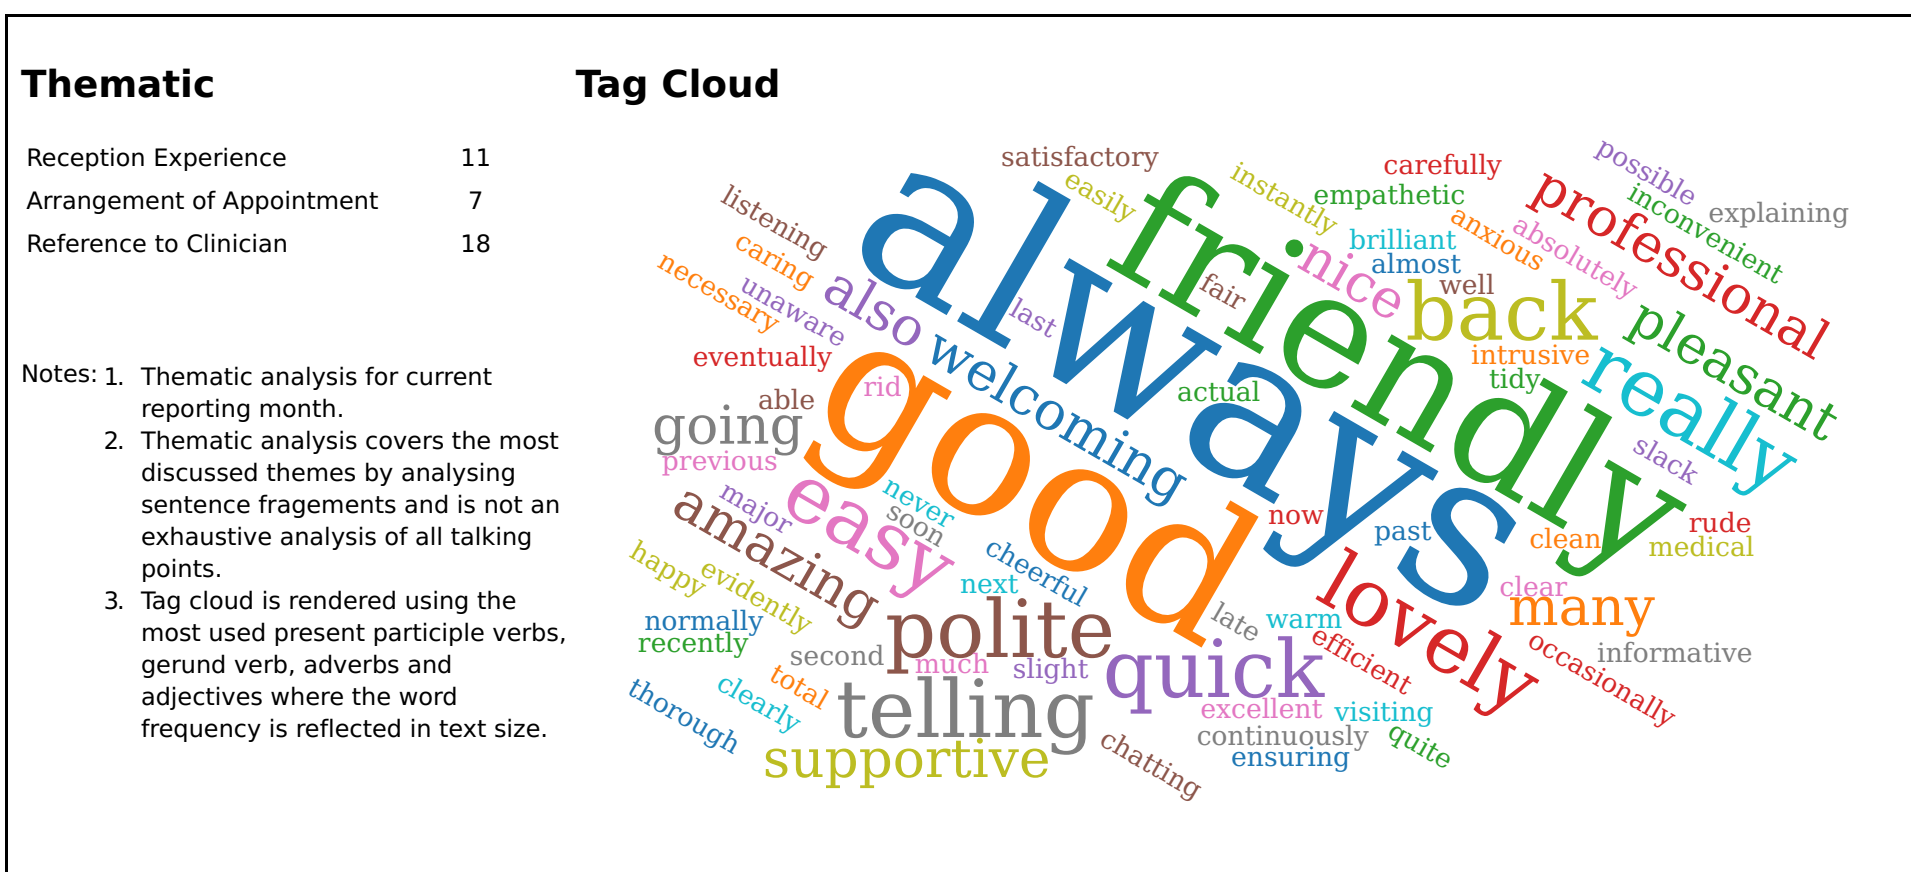 Thematic
Reception Experience 11
Arrangement of Appointment 7
Reference to Clinician 18
Notes: 1. Thematic analysis for current
reporting month.
2. Thematic analysis covers the most
discussed themes by analysing
sentence fragements and is not an
exhaustive analysis of all talking
points.
3. Tag cloud is rendered using the
most used present participle verbs,
gerund verb, adverbs and
adjectives where the word
frequency is reflected in text size.
Tag Cloud
satisfactory
carefully
possible
easily
instantly
empathetic
professional
inconvenient
explaining
listening
always
friendly
anxious
absolutely
caring
brilliant
nice
almost
necessary
unaware
also
last
fair
well
back
pleasant
eventually
welcoming
intrusive
really
rid
good
actual
tidy
able
going
previous
slack
major
easy
never
soon
amazing
now
past
rude
clean
medical
happy
evidently
cheerful
next
lovely
clear
many
normally
recently
polite
late
warm
efficient
occasionally
informative
second
much
slight
quick
total
clearly
thorough
telling
excellent
visiting
continuously
quite
supportive
chatting
ensuring